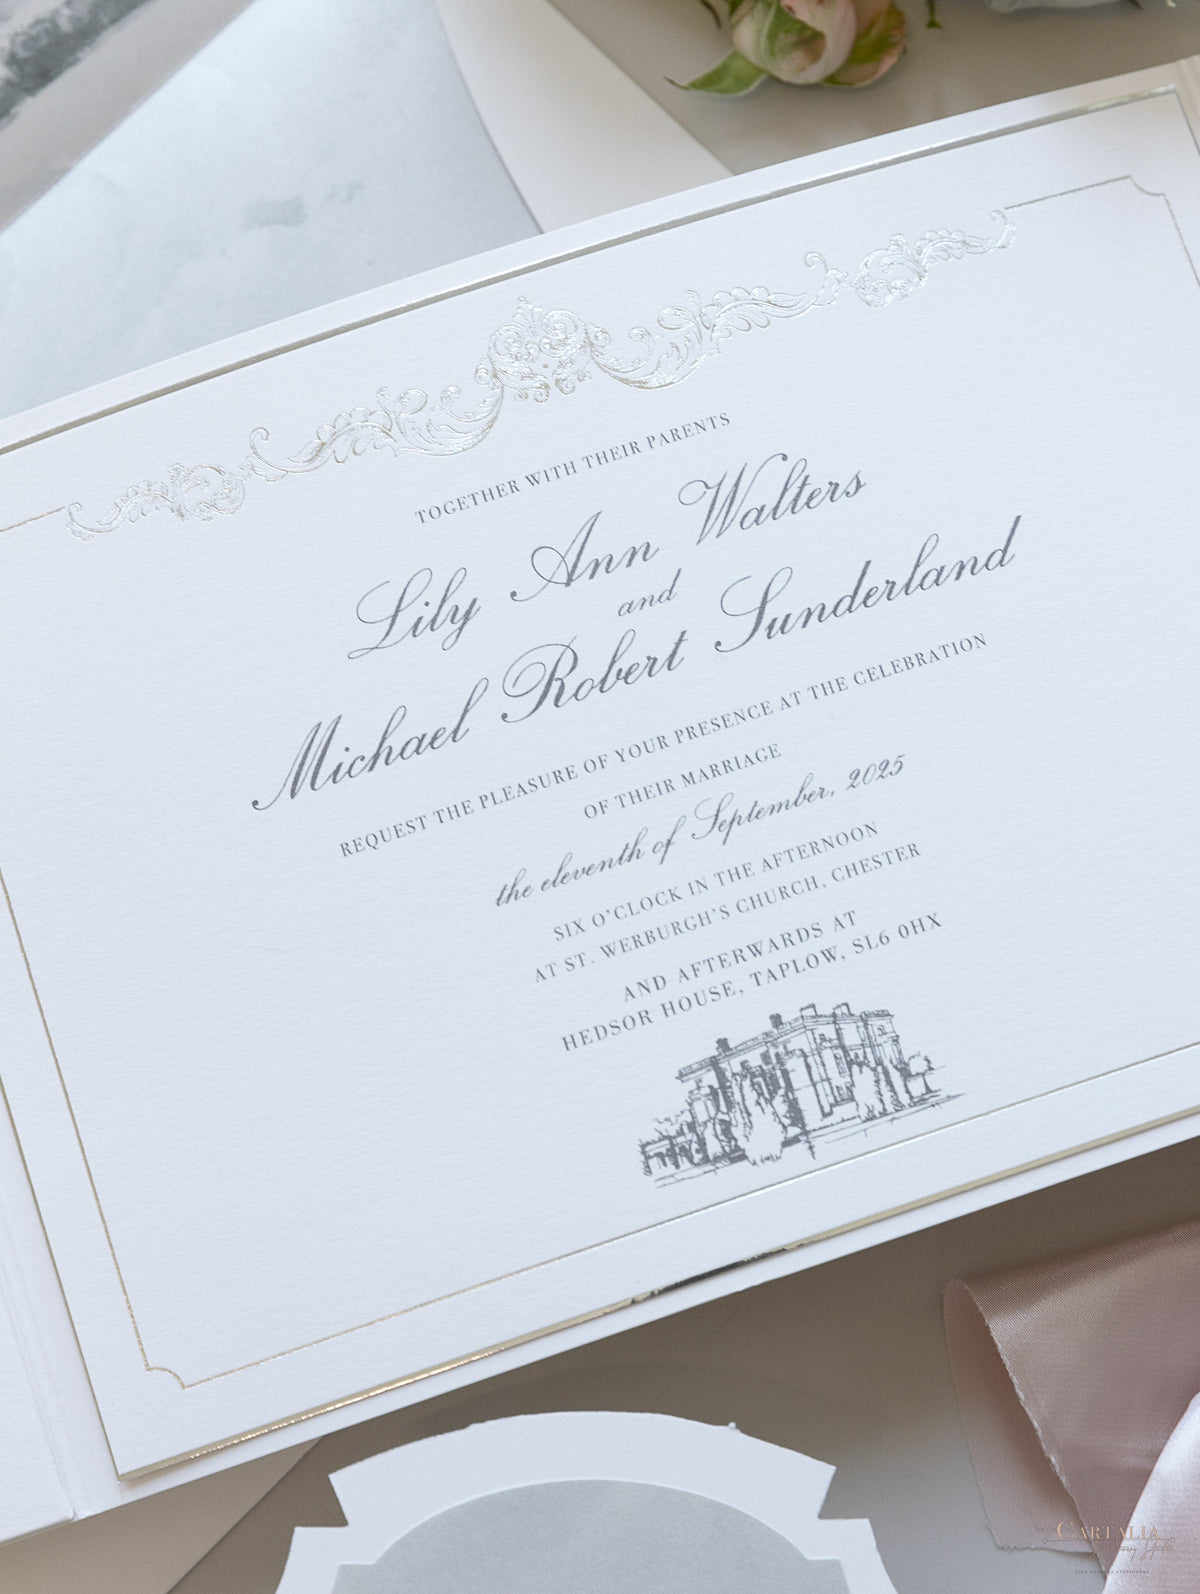 TOGETHER WITH THEIR PARENTS
Lily Ann Walters
and
Michael Robert Sunderland
REQUEST THE PLEASURE OF YOUR PRESENCE AT THE CELEBRATION
OF THEIR MARRIAGE
the eleventh of September, 2025
SIX O'CLOCK IN THE AFTERNOON
AT ST. WERBURGH'S CHURCH, CHESTER
AND AFTERWARDS AT
HEDSOR HOUSE, TAPLOW, SL6 0HX
CARTALIA